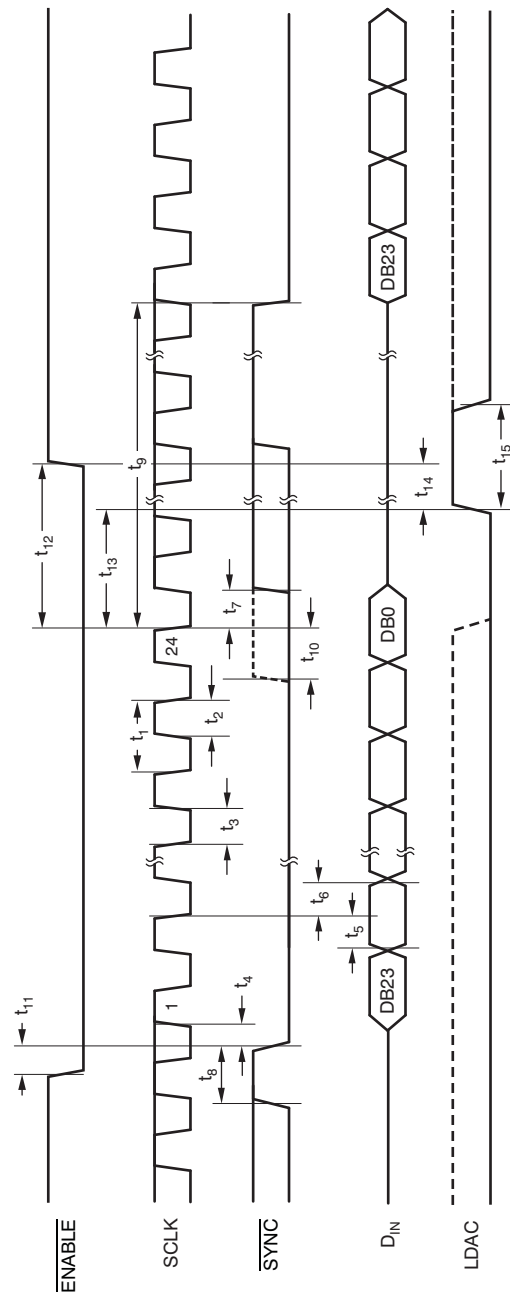 t11
t12
ENABLE
t13
t9
t1
SCLK
1
24
t3
t2
t8
t4
t10
t7
SYNC
t5
t6
DIN
DB23
DB0
DB23
t14
LDAC
t15